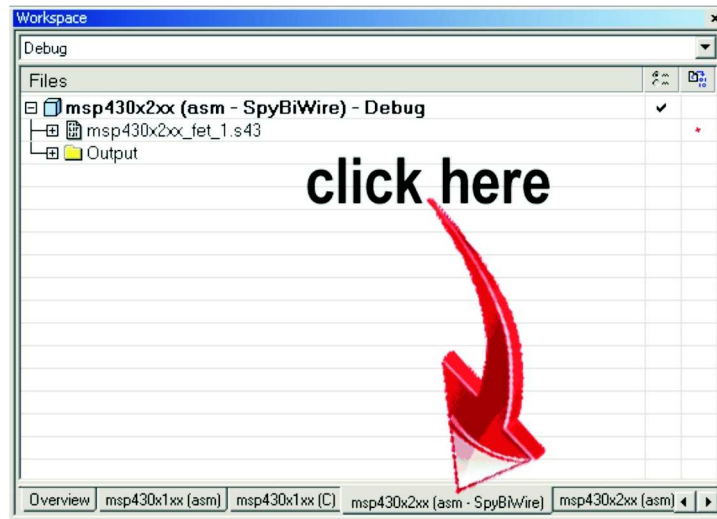 Workspace
Debug
Files
msp430x2xx (asm - SpyBiWire) - Debug
msp430x2xx_fet_1.s43
Output
click here
Overview msp430x1xx (asm) msp430x1xx (C) msp430x2xx (asm - SpyBiWire) msp430x2xx (asm)